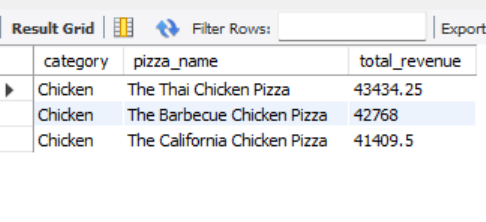 Result Grid Filter Rows: Export
category pizza_name total_revenue
Chicken The Thai Chicken Pizza 43434.25
Chicken The Barbecue Chicken Pizza 42768
Chicken The California Chicken Pizza 41409.5